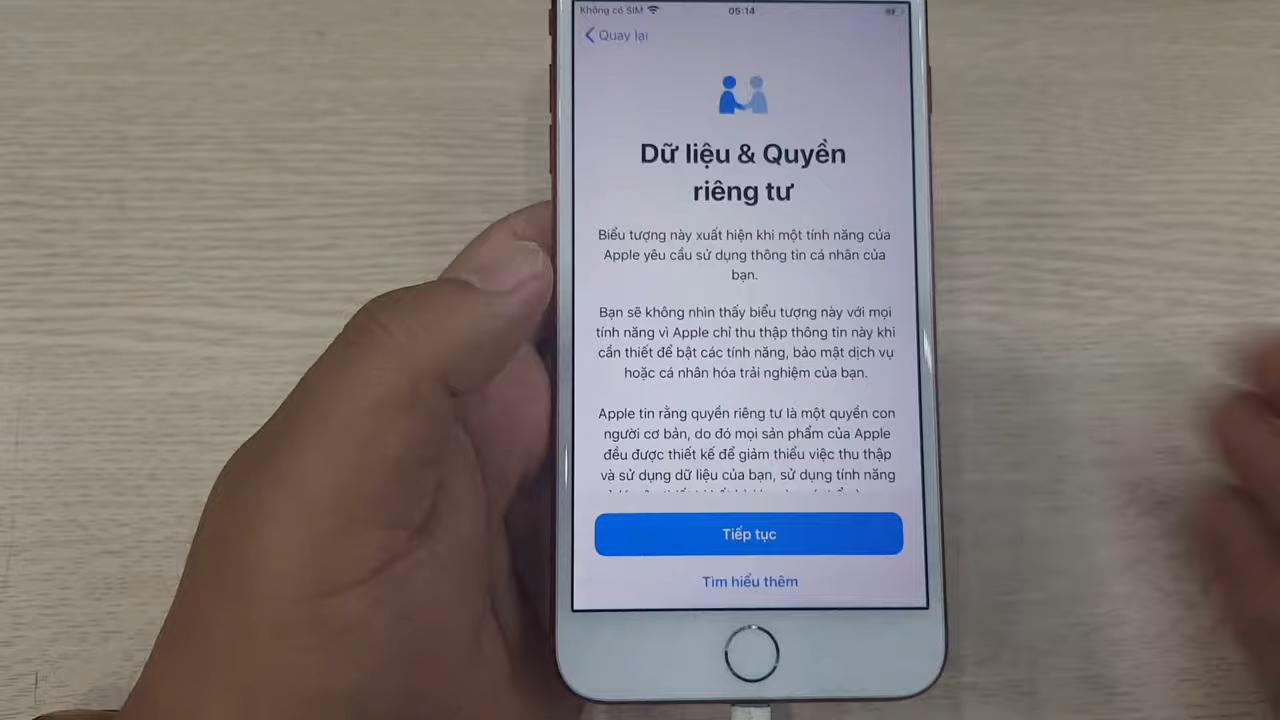 Không có SIM
05:14
Quay lại
Dữ liệu & Quyền
riêng tư
Biểu tượng này xuất hiện khi một tính năng của
Apple yêu cầu sử dụng thông tin cá nhân của
bạn.
Bạn sẽ không nhìn thấy biểu tượng này với mọi
tính năng vì Apple chỉ thu thập thông tin này khi
cần thiết để bật các tính năng, bảo mật dịch vụ
hoặc cá nhân hóa trải nghiệm của bạn.
Apple tin rằng quyền riêng tư là một quyền con
người cơ bản, do đó mọi sản phẩm của Apple
đều được thiết kế để giảm thiểu việc thu thập
và sử dụng dữ liệu của bạn, sử dụng tính năng
Tiếp tục
Tìm hiểu thêm